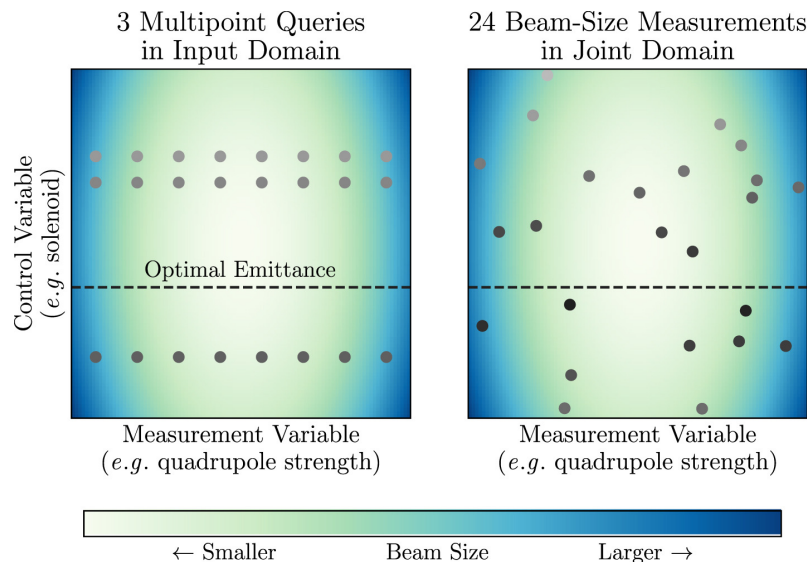 3 Multipoint Queries
in Input Domain
24 Beam-Size Measurements
in Joint Domain
Control Variable
(e.g. solenoid)
Optimal Emittance
Measurement Variable
(e.g. quadrupole strength)
Measurement Variable
(e.g. quadrupole strength)
← Smaller
Beam Size
Larger →